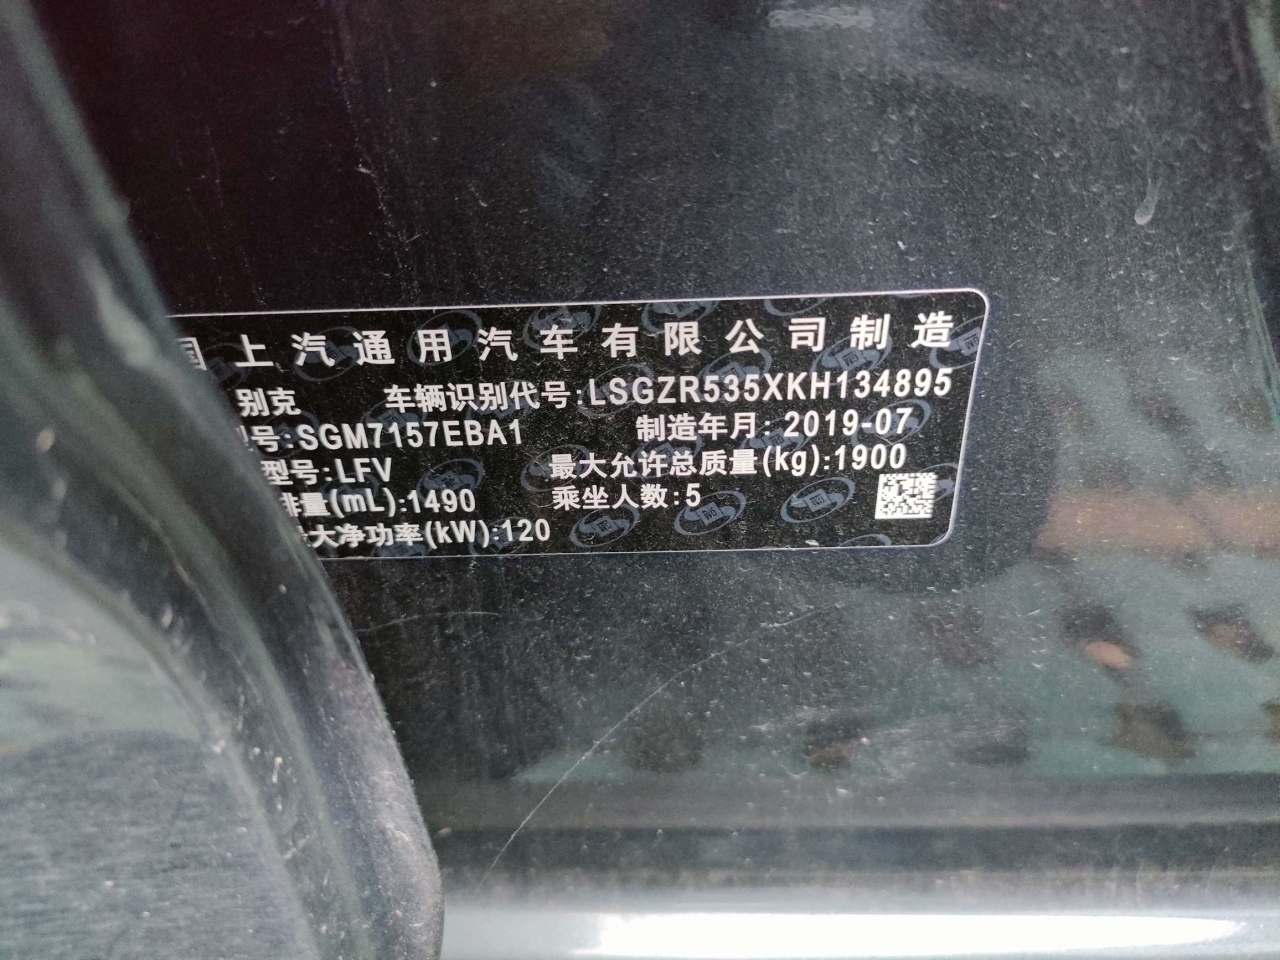 国上汽通用汽车有限公司制造
别克 车辆识别代号:LSGZR535XKH134895
型号:SGM7157EBA1 制造年月: 2019-07
型号:LFV 最大允许总质量(kg):1900
排量(mL):1490 乘坐人数:5
最大净功率(kW):120